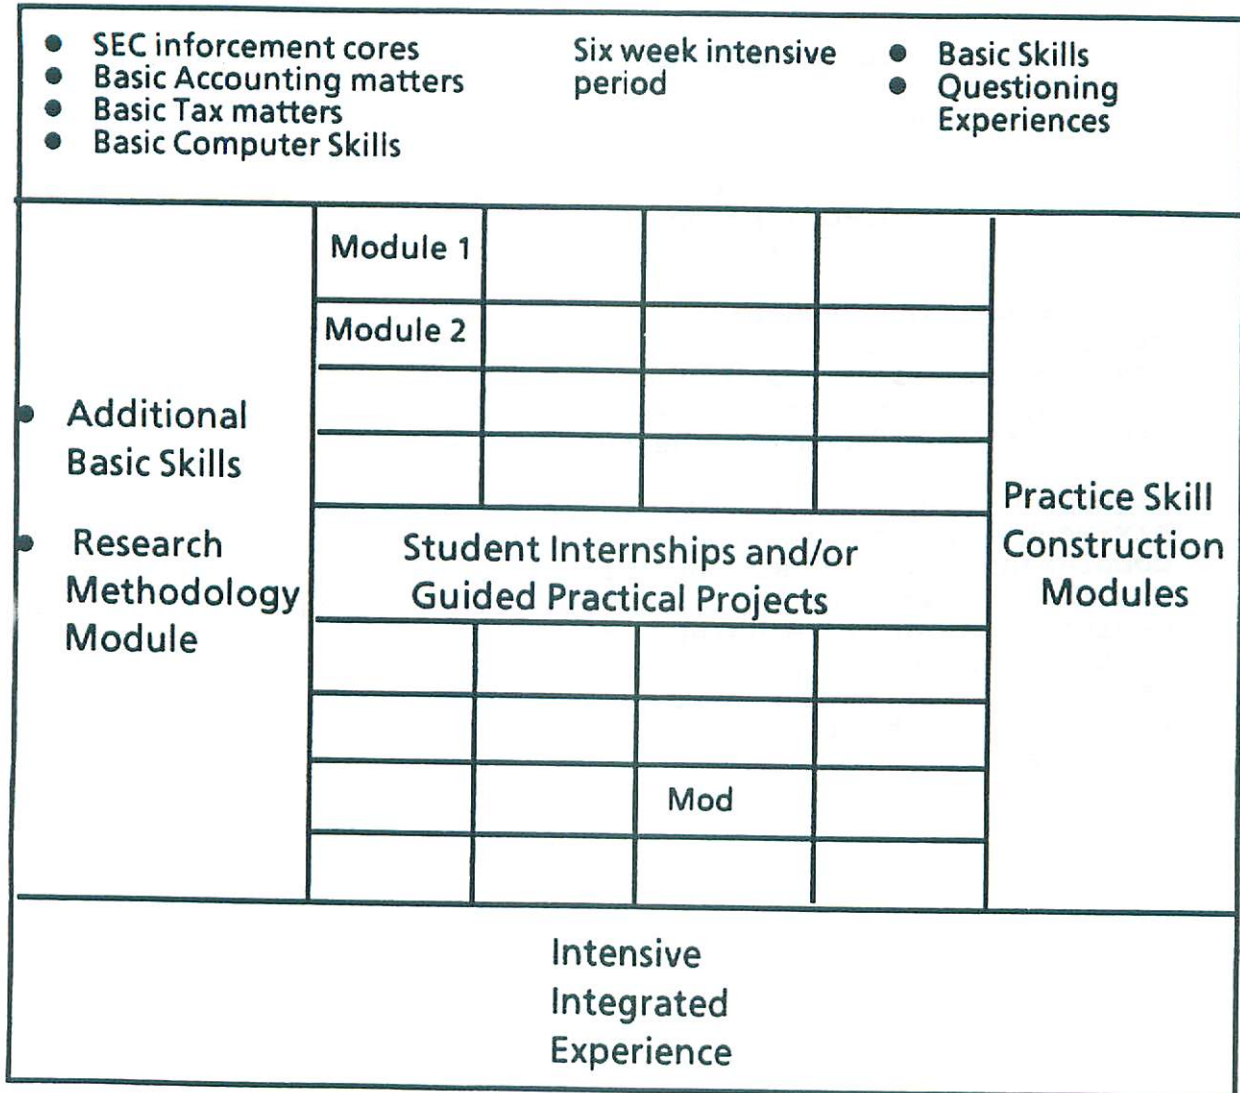 • SEC inforcement cores
• Basic Accounting matters
• Basic Tax matters
• Basic Computer Skills
Six week intensive
period
• Basic Skills
• Questioning
Experiences
Module 1
Module 2
• Additional
Basic Skills
• Research
Methodology
Module
Student Internships and/or
Guided Practical Projects
Mod
Practice Skill
Construction
Modules
Intensive
Integrated
Experience